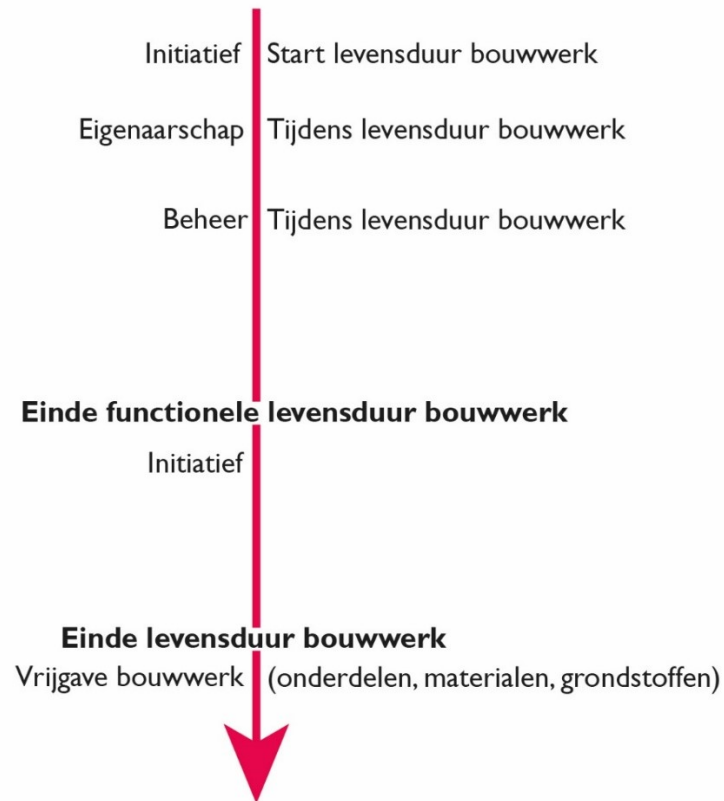 Initiatief Start levensduur bouwwerk
Eigenaarschap Tijdens levensduur bouwwerk
Beheer Tijdens levensduur bouwwerk
Einde functionele levensduur bouwwerk
Initiatief
Einde levensduur bouwwerk
Vrijgave bouwwerk (onderdelen, materialen, grondstoffen)